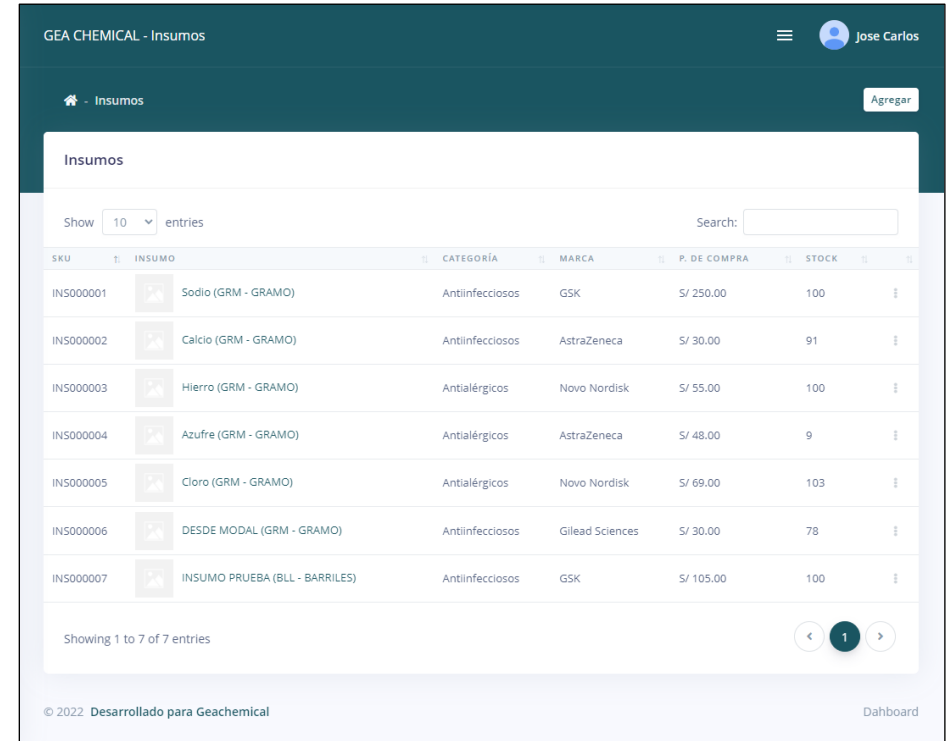 GEA CHEMICAL - Insumos Jose Carlos
- Insumos Agregar
Insumos
Show 10 entries Search:
SKU INSUMO CATEGORÍA MARCA P. DE COMPRA STOCK
INS000001 Sodio (GRM - GRAMO) Antiinfecciosos GSK S/ 250.00 100
INS000002 Calcio (GRM - GRAMO) Antiinfecciosos AstraZeneca S/ 30.00 91
INS000003 Hierro (GRM - GRAMO) Antialérgicos Novo Nordisk S/ 55.00 100
INS000004 Azufre (GRM - GRAMO) Antialérgicos AstraZeneca S/ 48.00 9
INS000005 Cloro (GRM - GRAMO) Antialérgicos Novo Nordisk S/ 69.00 103
INS000006 DESDE MODAL (GRM - GRAMO) Antiinfecciosos Gilead Sciences S/ 30.00 78
INS000007 INSUMO PRUEBA (BLL - BARRILES) Antiinfecciosos GSK S/ 105.00 100
Showing 1 to 7 of 7 entries 1
© 2022 Desarrollado para Geachemical Dahboard